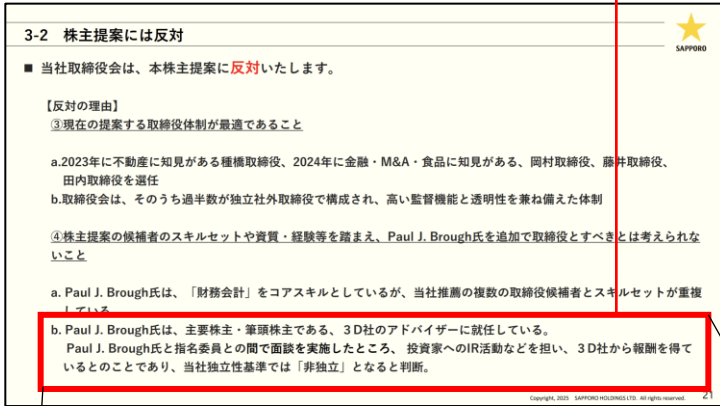 3-2 株主提案には反対
SAPPORO
■ 当社取締役会は、本株主提案に反対いたします。
【反対の理由】
③現在の提案する取締役体制が最適であること
a.2023年に不動産に知見がある種橋取締役、2024年に金融・M&A・食品に知見がある、岡村取締役、藤井取締役、
田内取締役を選任
b.取締役会は、そのうち過半数が独立社外取締役で構成され、高い監督機能と透明性を兼ね備えた体制
④株主提案の候補者のスキルセットや資質・経験等を踏まえ、Paul J. Brough氏を追加で取締役とすべきとは考えられな
いこと
a. Paul J. Brough氏は、「財務会計」をコアスキルとしているが、当社推薦の複数の取締役候補者とスキルセットが重複
している
b. Paul J. Brough氏は、主要株主・筆頭株主である、３D社のアドバイザーに就任している。
Paul J. Brough氏と指名委員との間で面談を実施したところ、 投資家へのIR活動などを担い、３D社から報酬を得て
いるとのことであり、当社独立性基準では「非独立」となると判断。
Copyright, 2025 SAPPORO HOLDINGS LTD. All rights reserved.
21